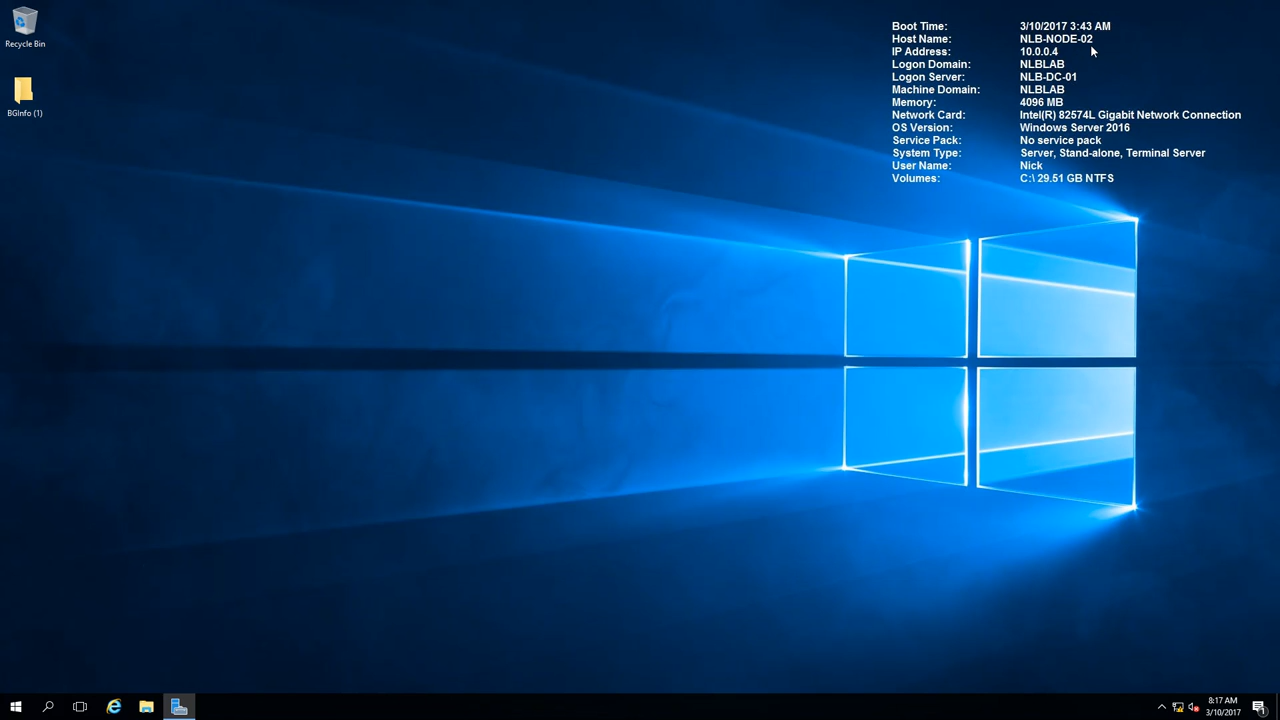 Recycle Bin
BGInfo (1)
Boot Time: 3/10/2017 3:43 AM
Host Name: NLB-NODE-02
IP Address: 10.0.0.4
Logon Domain: NLBLAB
Logon Server: NLB-DC-01
Machine Domain: NLBLAB
Memory: 4096 MB
Network Card: Intel(R) 82574L Gigabit Network Connection
OS Version: Windows Server 2016
Service Pack: No service pack
System Type: Server, Stand-alone, Terminal Server
User Name: Nick
Volumes: C:\ 29.51 GB NTFS
8:17 AM
3/10/2017
1